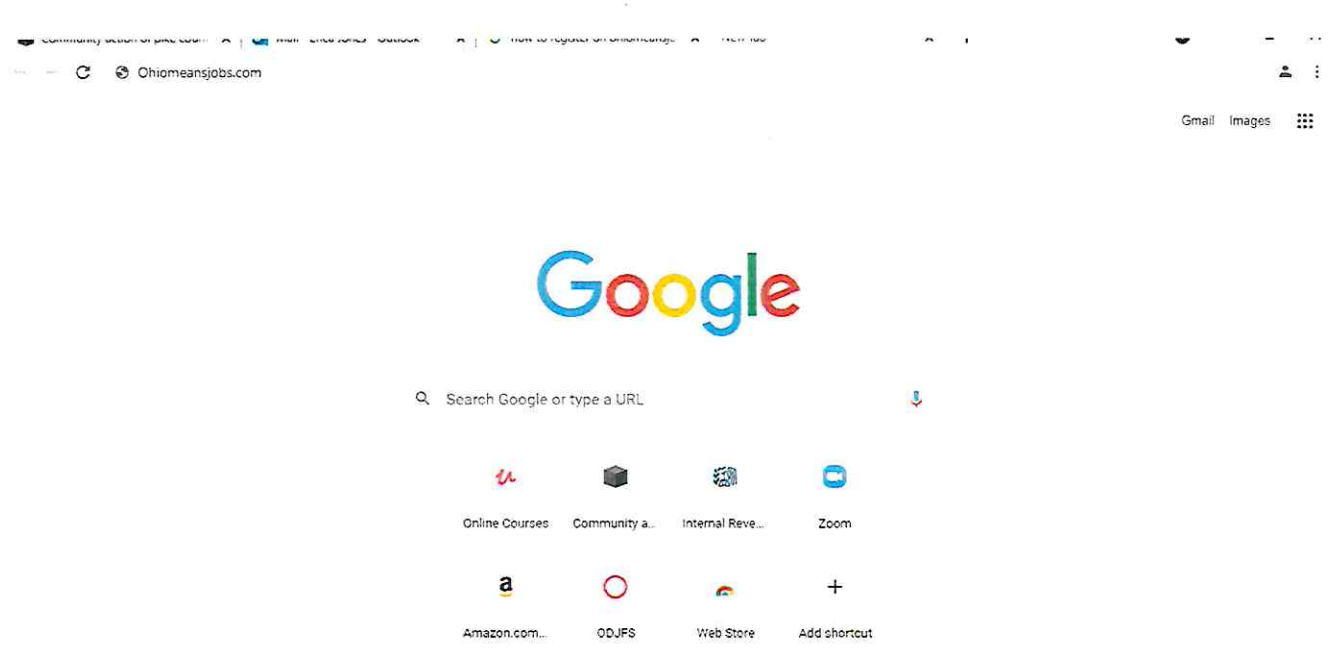 Ohiomeansjobs.com
Gmail Images
Google
Search Google or type a URL
Online Courses Community a... Internal Reve... Zoom
a
Amazon.com... ODJFS Web Store Add shortcut